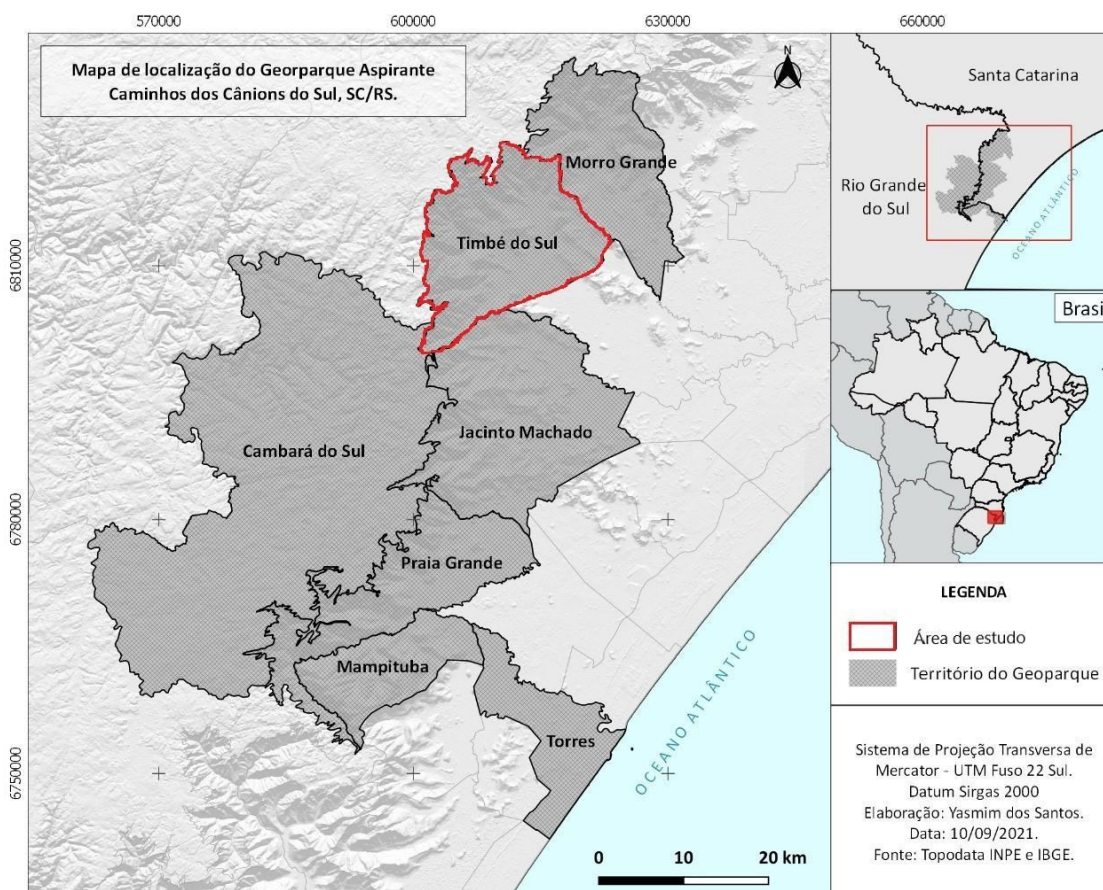 570000
600000
630000
660000
Mapa de localização do Georparque Aspirante
Caminhos dos Cânions do Sul, SC/RS.
N
Morro Grande
Timbé do Sul
Jacinto Machado
Cambará do Sul
Praia Grande
Mampituba
Torres
OCEANO ATLÂNTICO
6810000
6780000
6750000
0 10 20 km
Santa Catarina
Rio Grande
do Sul
OCEANO ATLÂNTICO
Brasi
LEGENDA
Área de estudo
Território do Geoparque
Sistema de Projeção Transversa de
Mercator - UTM Fuso 22 Sul.
Datum Sirgas 2000
Elaboração: Yasmim dos Santos.
Data: 10/09/2021.
Fonte: Topodata INPE e IBGE.